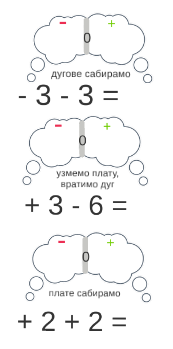 - +
0
дугове сабирамо
- 3 - 3 =
- +
0
узмемо плату,
вратимо дуг
+ 3 - 6 =
- +
0
плате сабирамо
+ 2 + 2 =